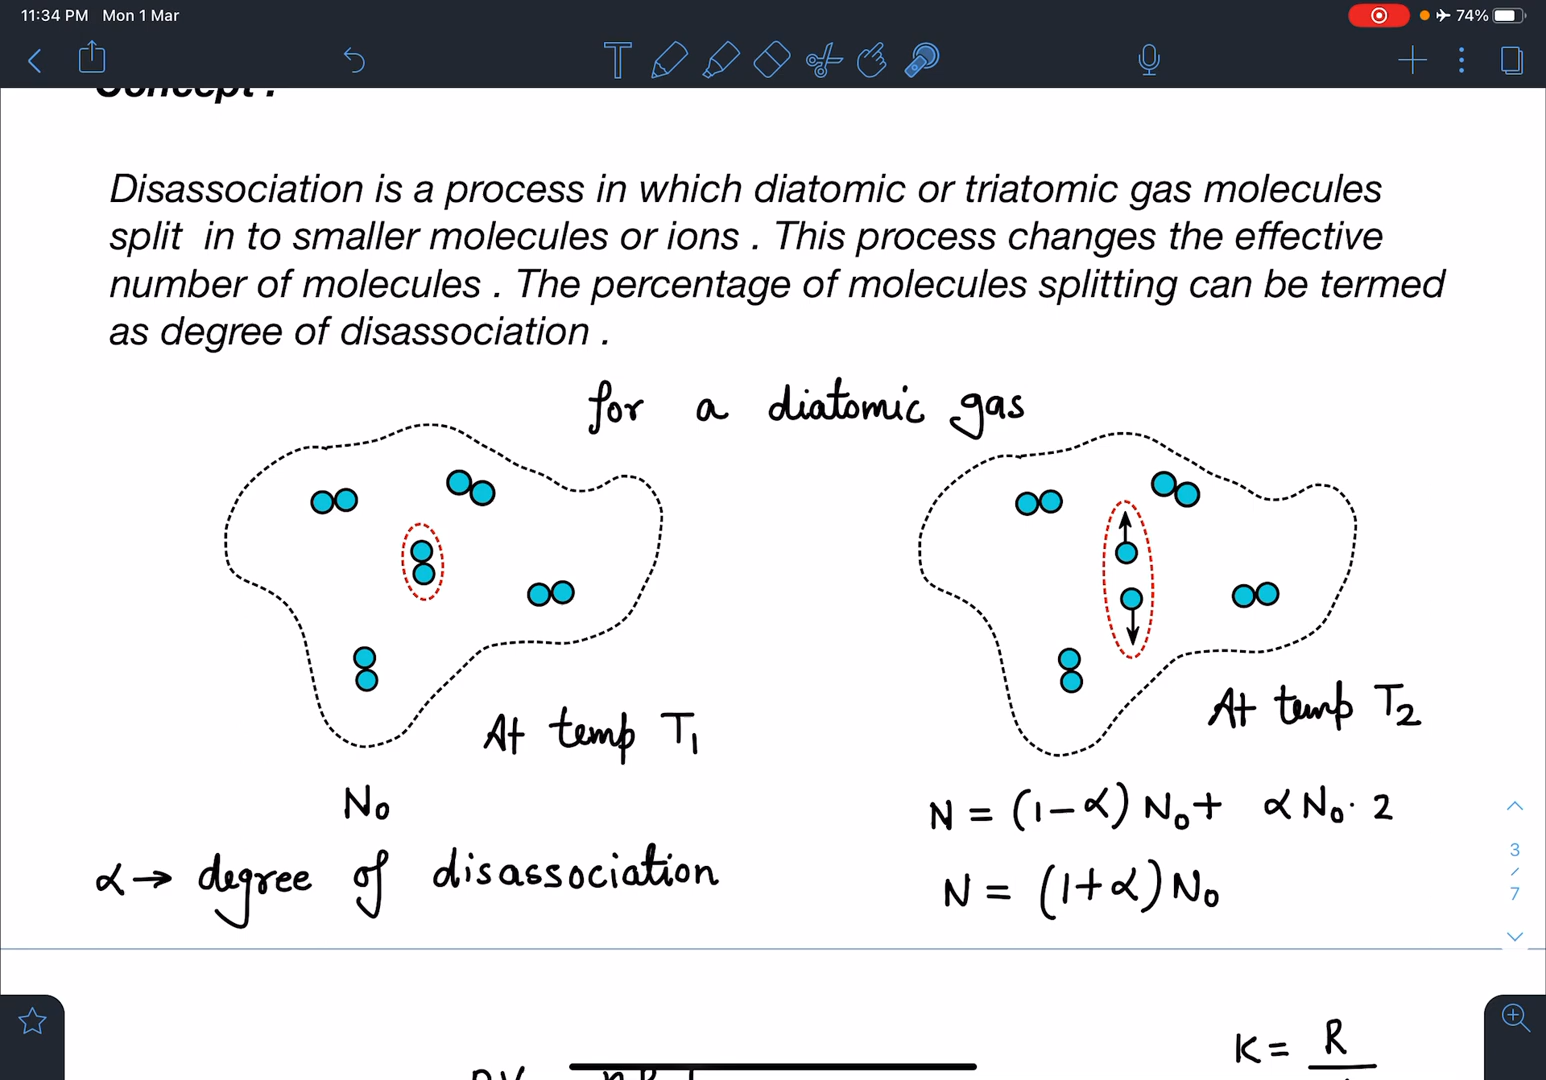 11:34 PM Mon 1 Mar
74%
Concept :
Disassociation is a process in which diatomic or triatomic gas molecules
split in to smaller molecules or ions . This process changes the effective
number of molecules . The percentage of molecules splitting can be termed
as degree of disassociation .
for a diatomic gas
At temp T₁
At temp T₂
N₀
N = (1-α) N₀ + α N₀ · 2
α → degree of disassociation
N = (1+α) N₀
3
/
7
K = R